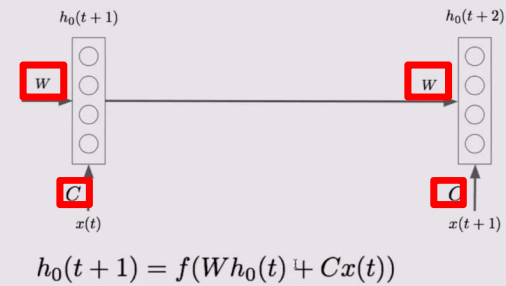 h₀(t+1) h₀(t+2)
W W
C C
x(t) x(t+1)
h₀(t+1) = f(Wh₀(t) + Cx(t))